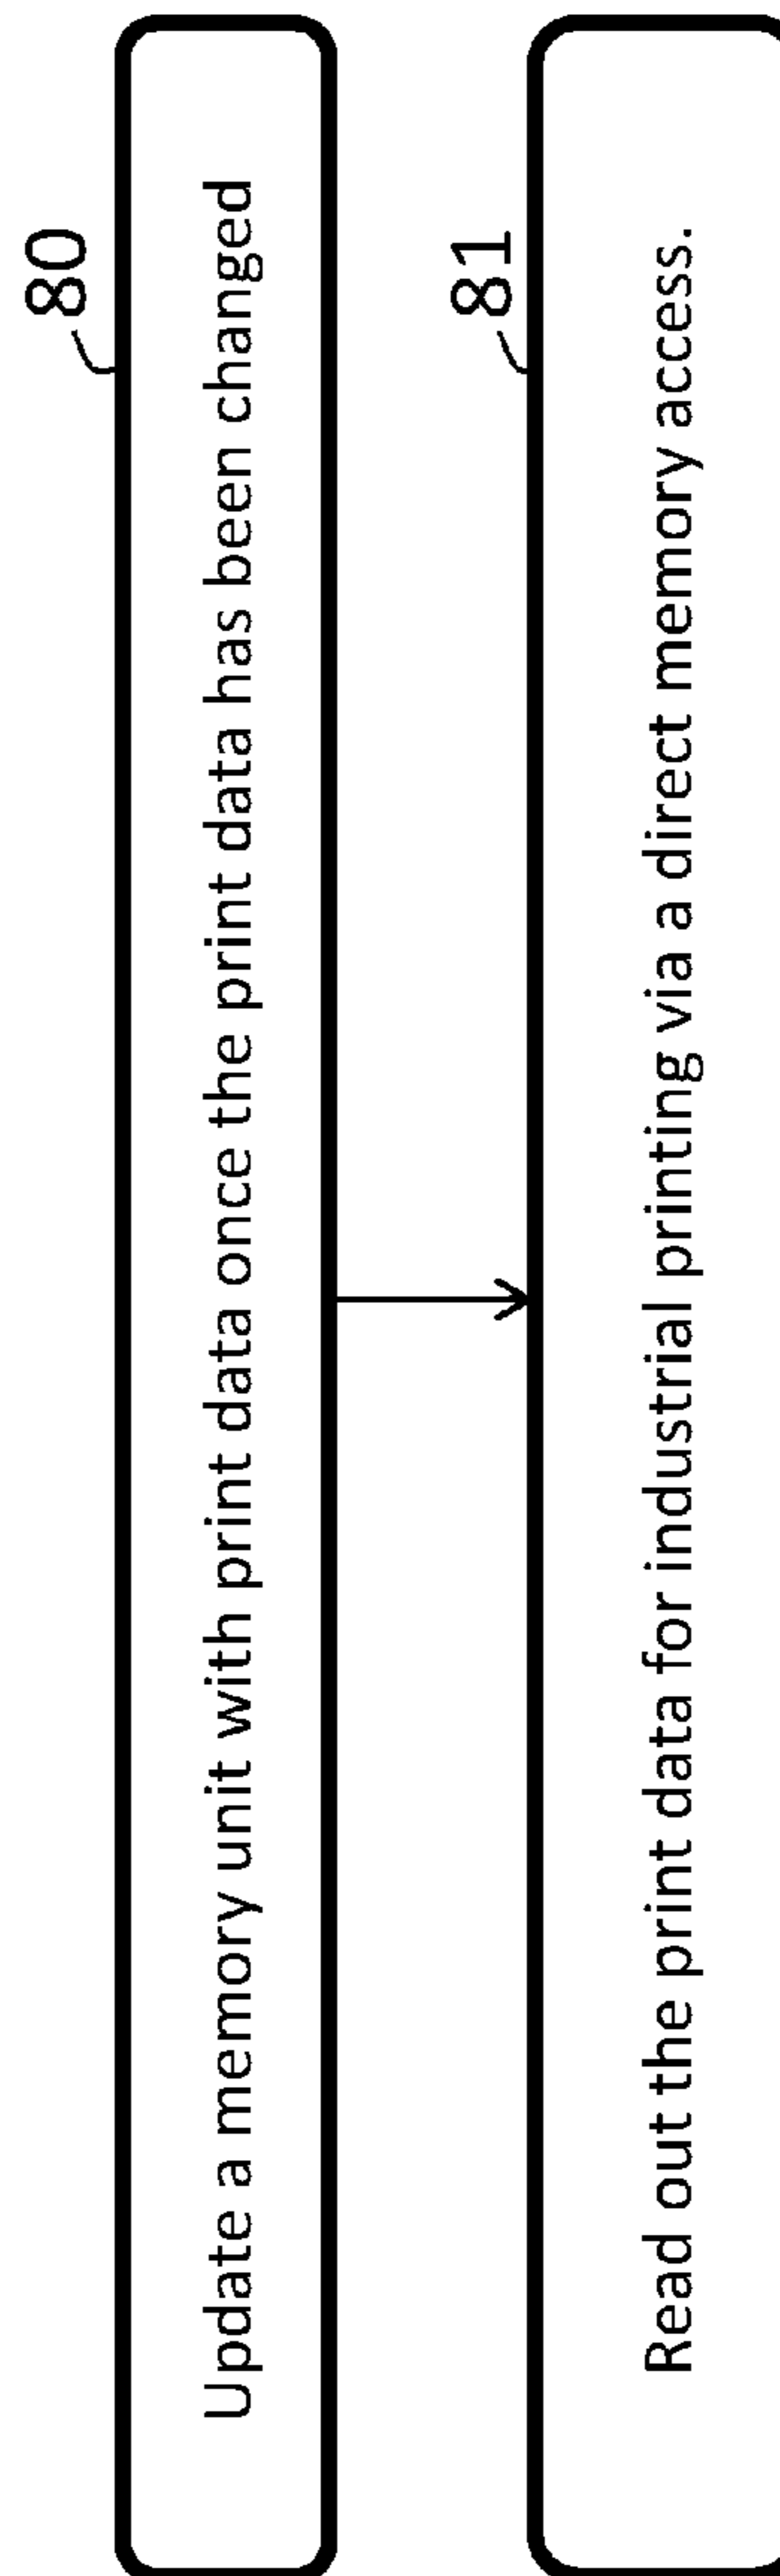 80
Update a memory unit with print data once the print data has been changed
81
Read out the print data for industrial printing via a direct memory access.